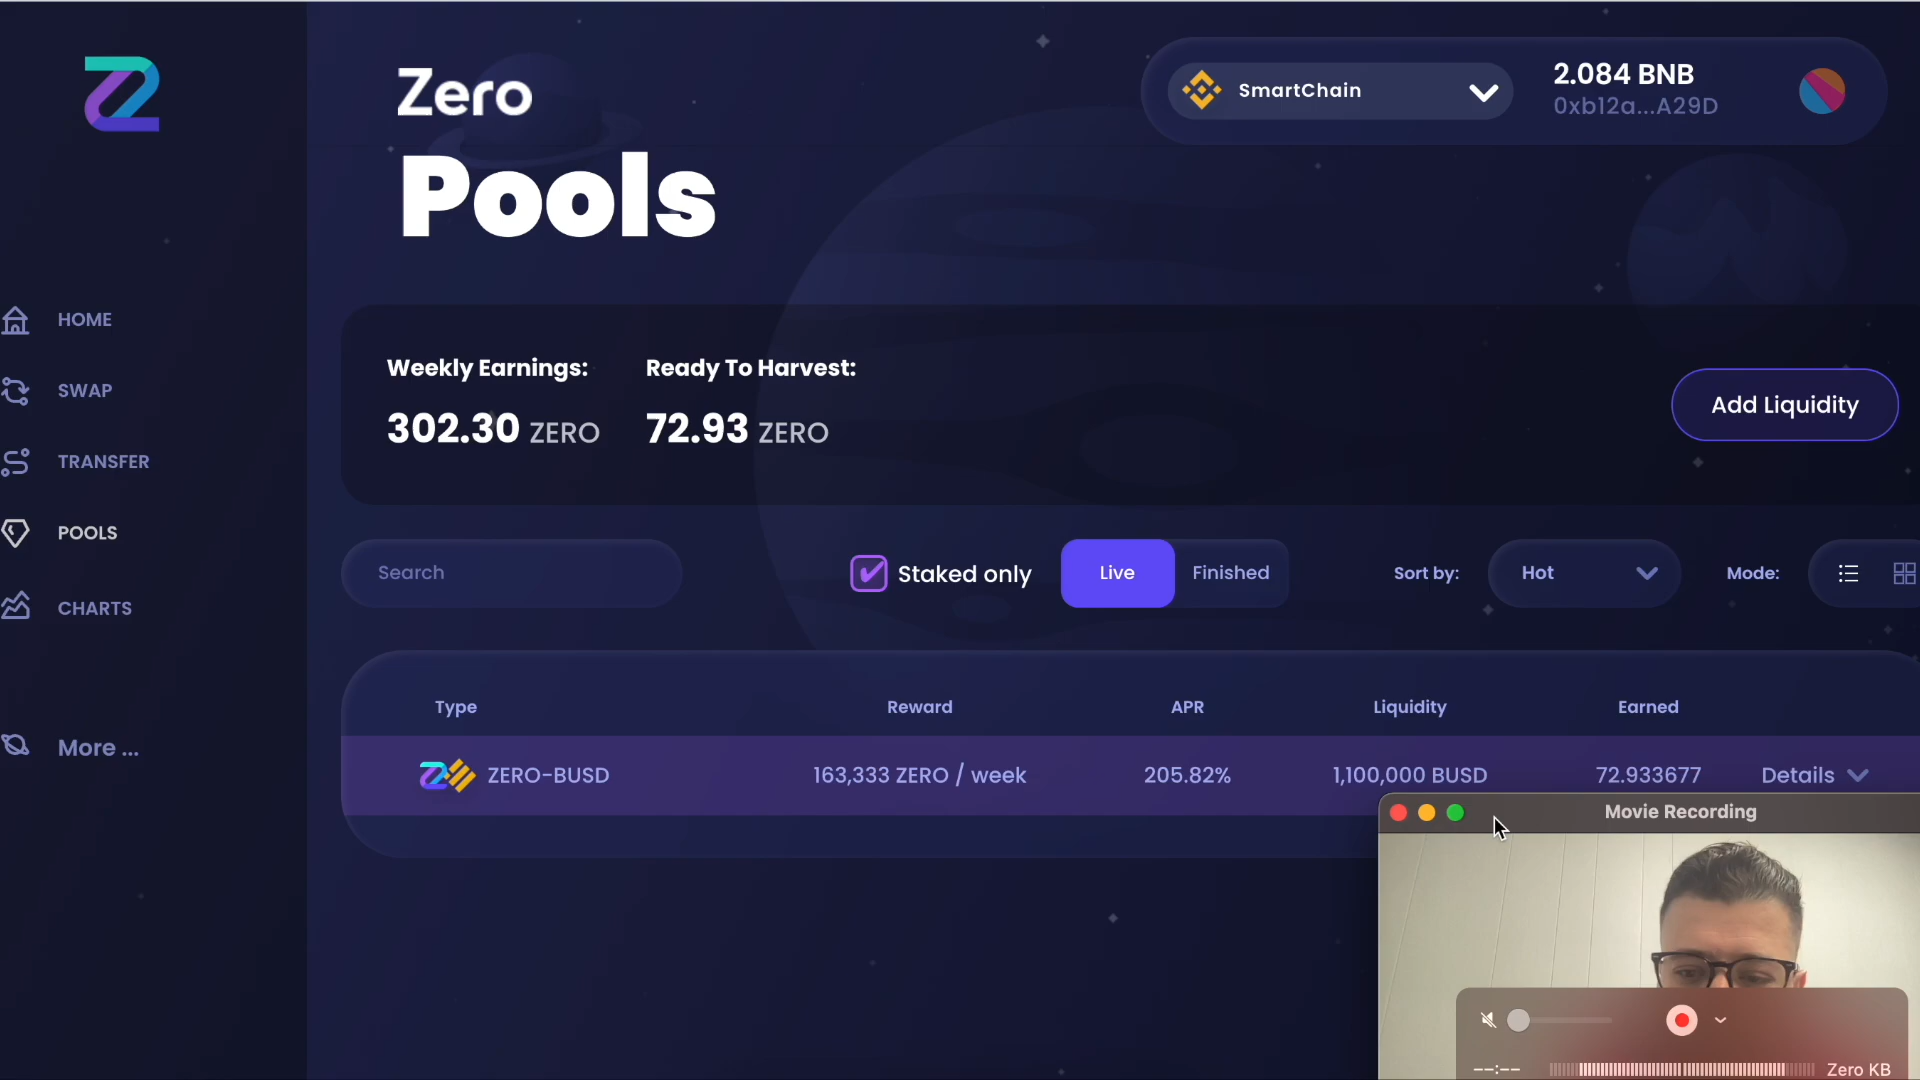 Zero
Pools
SmartChain
2.084 BNB
0xb12a...A29D
HOME
SWAP
TRANSFER
POOLS
CHARTS
More ...
Weekly Earnings:
302.30 ZERO
Ready To Harvest:
72.93 ZERO
Add Liquidity
Search
Staked only
Live
Finished
Sort by:
Hot
Mode:
Type
Reward
APR
Liquidity
Earned
ZERO-BUSD
163,333 ZERO / week
205.82%
1,100,000 BUSD
72.933677
Details
Movie Recording
--:--
Zero KB